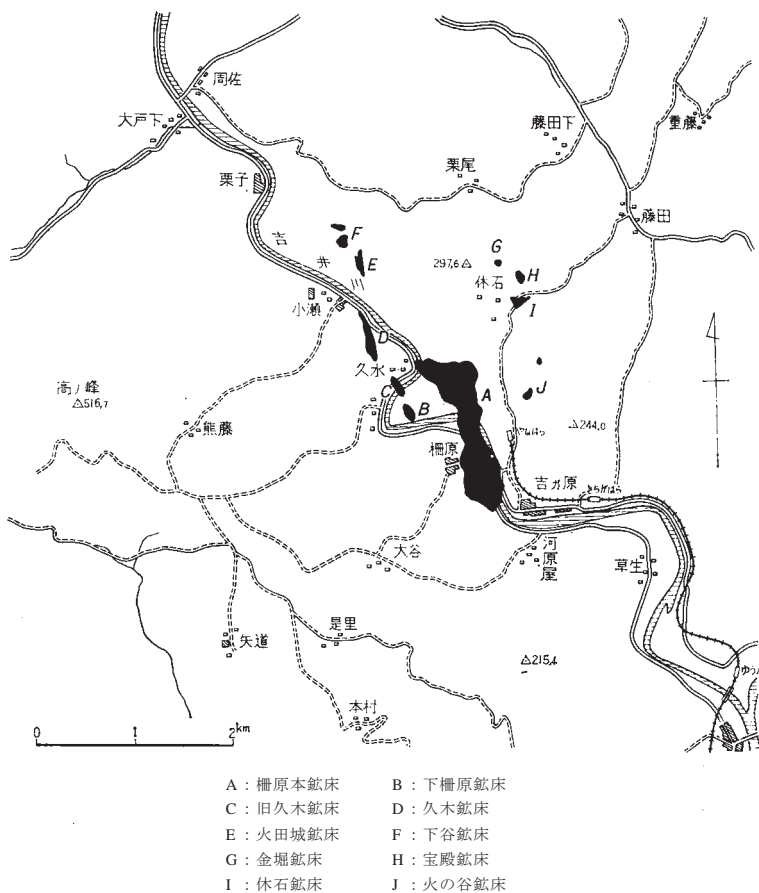 周佐
大戸下
藤田下
重藤
栗子
栗尾
藤田
吉
井
川
F
E
G
297,6
H
休石
I
小瀬
D
久木
高ノ峰
516,7
C
B
A
J
244,0
熊藤
柵原
吉ガ原
大谷
河原屋
草生
是里
矢道
215,4
本村
0 1 2 km
A：柵原本鉱床 B：下柵原鉱床
C：旧久木鉱床 D：久木鉱床
E：火田城鉱床 F：下谷鉱床
G：金堀鉱床 H：宝殿鉱床
I：休石鉱床 J：火の谷鉱床